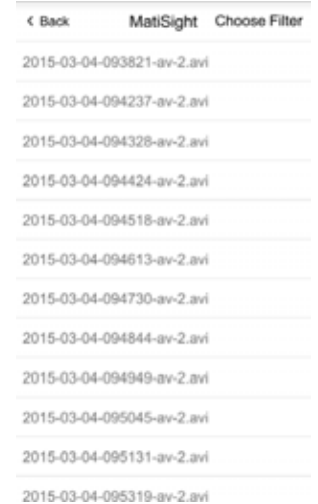 < Back MatiSight Choose Filter
2015-03-04-093821-av-2.avi
2015-03-04-094237-av-2.avi
2015-03-04-094328-av-2.avi
2015-03-04-094424-av-2.avi
2015-03-04-094518-av-2.avi
2015-03-04-094613-av-2.avi
2015-03-04-094730-av-2.avi
2015-03-04-094844-av-2.avi
2015-03-04-094949-av-2.avi
2015-03-04-095045-av-2.avi
2015-03-04-095131-av-2.avi
2015-03-04-095319-av-2.avi